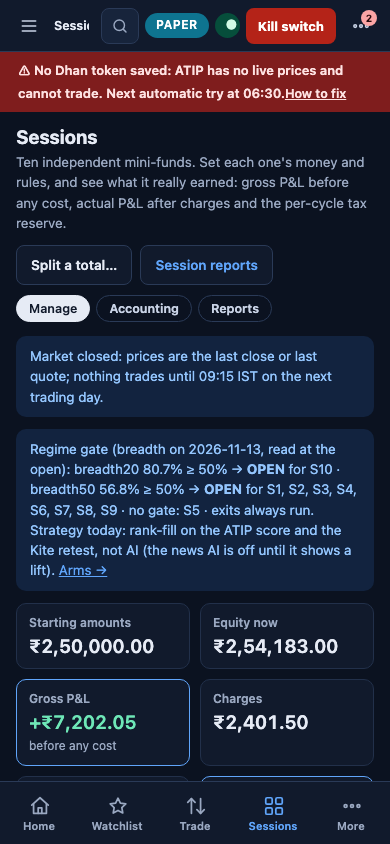 Sessi
PAPER
Kill switch
2
⚠ No Dhan token saved: ATIP has no live prices and
cannot trade. Next automatic try at 06:30.How to fix
Sessions
Ten independent mini-funds. Set each one's money and
rules, and see what it really earned: gross P&L before
any cost, actual P&L after charges and the per-cycle tax
reserve.
Split a total...
Session reports
Manage
Accounting
Reports
Market closed: prices are the last close or last
quote; nothing trades until 09:15 IST on the next
trading day.
Regime gate (breadth on 2026-11-13, read at the
open): breadth20 80.7% ≥ 50% → OPEN for S10 ·
breadth50 56.8% ≥ 50% → OPEN for S1, S2, S3, S4,
S6, S7, S8, S9 · no gate: S5 · exits always run.
Strategy today: rank-fill on the ATIP score and the
Kite retest, not AI (the news AI is off until it shows a
lift). Arms →
Starting amounts
₹2,50,000.00
Equity now
₹2,54,183.00
Gross P&L
+₹7,202.05
before any cost
Charges
₹2,401.50
Home
Watchlist
Trade
Sessions
More